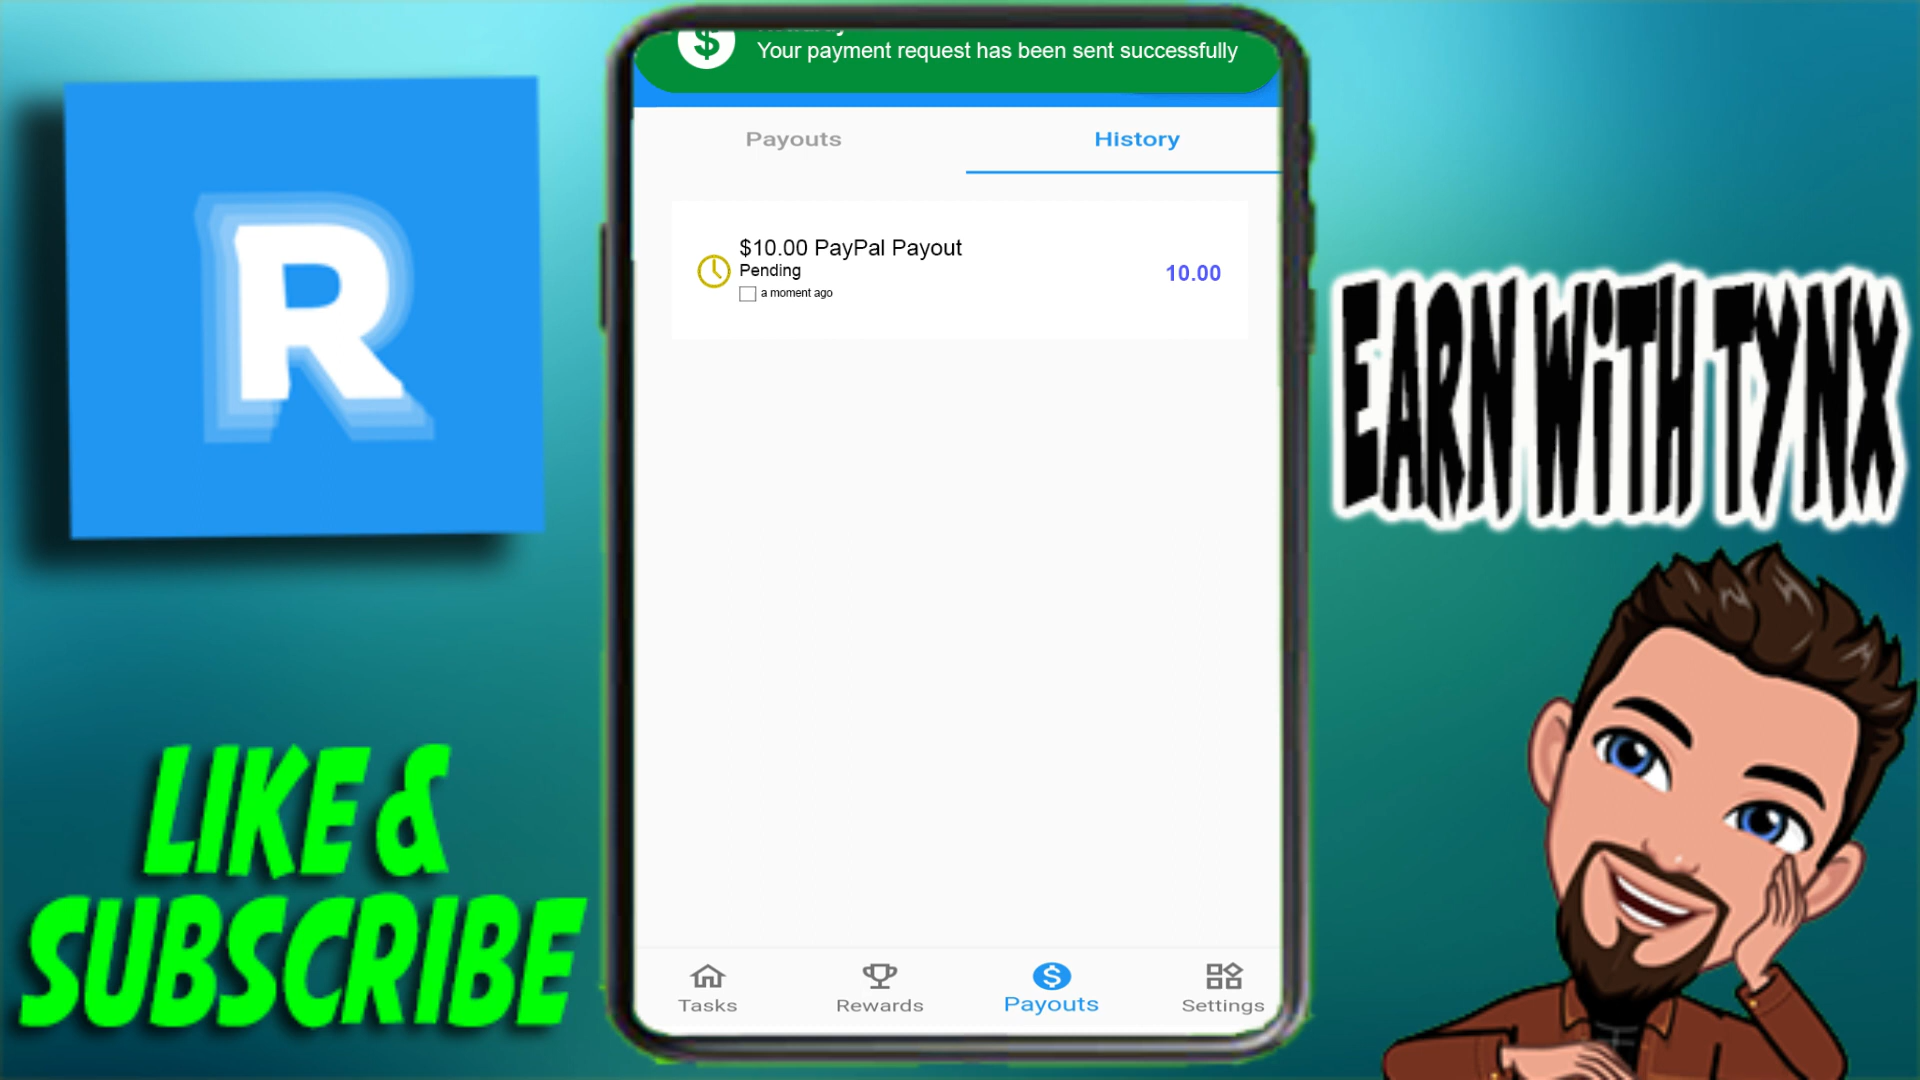 R
Your payment request has been sent successfully
Payouts
History
$10.00 PayPal Payout
Pending
a moment ago
10.00
EARN WiTH TYNX
LIKE &
SUBSCRIBE
Tasks
Rewards
Payouts
Settings